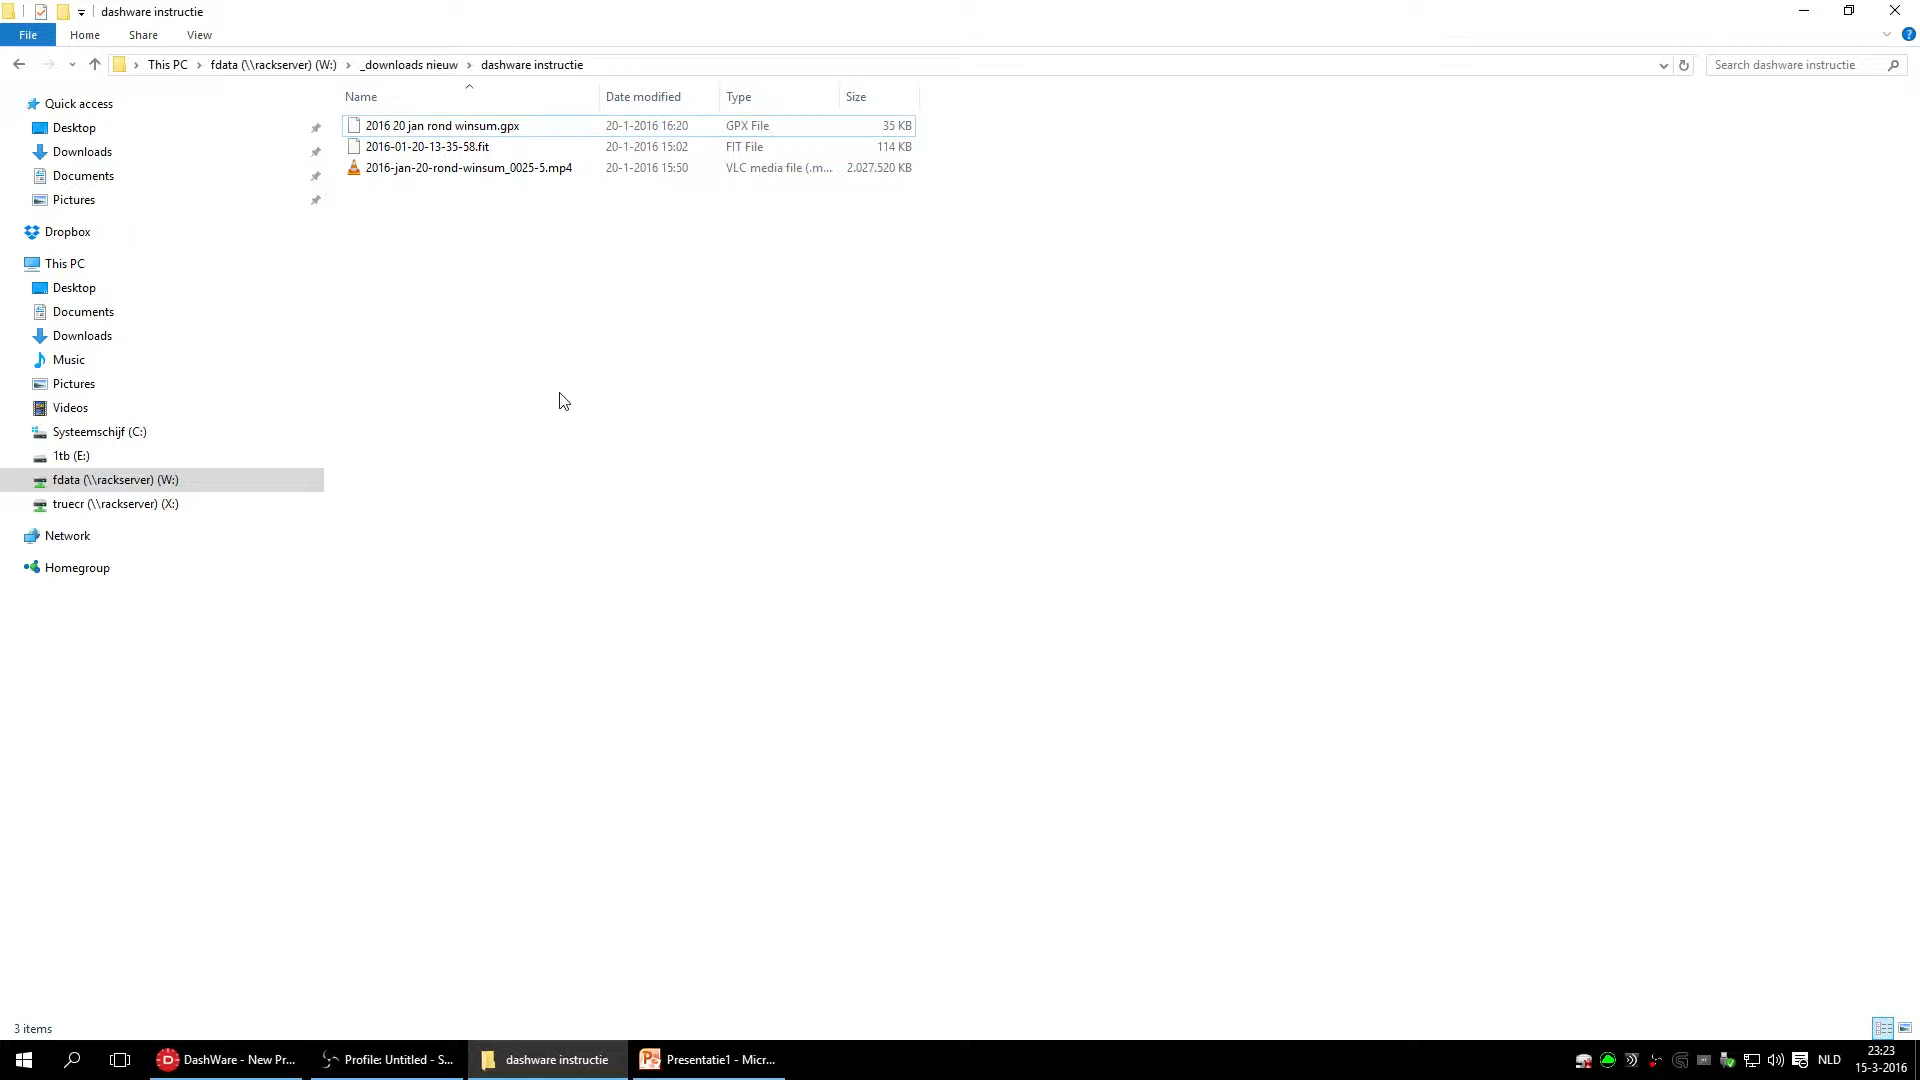 dashware instructie
File Home Share View
This PC fdata (\\rackserver) (W:) _downloads nieuw dashware instructie Search dashware instructie
Name Date modified Type Size
2016 20 jan rond winsum.gpx 20-1-2016 16:20 GPX File 35 KB
2016-01-20-13-35-58.fit 20-1-2016 15:02 FIT File 114 KB
2016-jan-20-rond-winsum_0025-5.mp4 20-1-2016 15:50 VLC media file (.m... 2.027.520 KB
Quick access
Desktop
Downloads
Documents
Pictures
Dropbox
This PC
Desktop
Documents
Downloads
Music
Pictures
Videos
Systeemschijf (C:)
1tb (E:)
fdata (\\rackserver) (W:)
truecr (\\rackserver) (X:)
Network
Homegroup
3 items
DashWare - New Pr... Profile: Untitled - S... dashware instructie Presentatie1 - Micr... NLD 23:23
15-3-2016